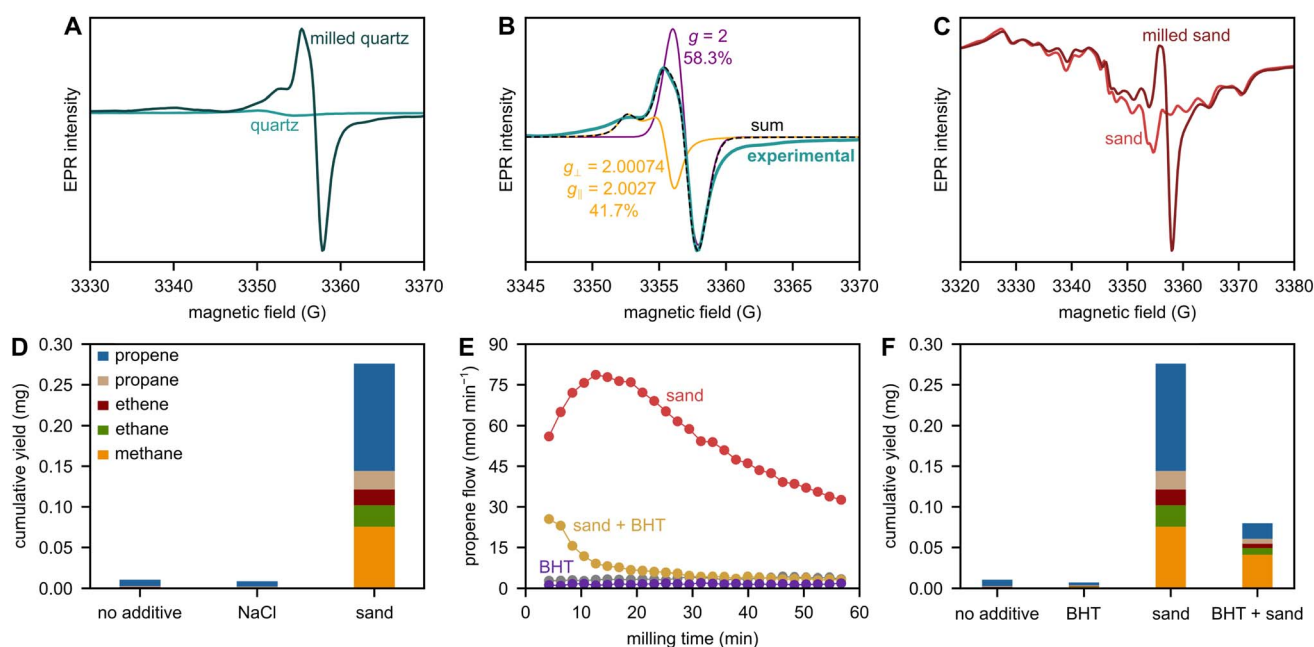 A
milled quartz
quartz
EPR intensity
3330 3340 3350 3360 3370
magnetic field (G)
B
g = 2
58.3%
sum
experimental
g⊥ = 2.00074
g∥ = 2.0027
41.7%
EPR intensity
3345 3350 3355 3360 3365 3370
magnetic field (G)
C
milled sand
sand
EPR intensity
3320 3330 3340 3350 3360 3370 3380
magnetic field (G)
D
propene
propane
ethene
ethane
methane
cumulative yield (mg)
0.30
0.25
0.20
0.15
0.10
0.05
0.00
no additive NaCl sand
E
sand
sand + BHT
BHT
propene flow (nmol min⁻¹)
90
75
60
45
30
15
0
0 10 20 30 40 50 60
milling time (min)
F
cumulative yield (mg)
0.30
0.25
0.20
0.15
0.10
0.05
0.00
no additive BHT sand BHT + sand